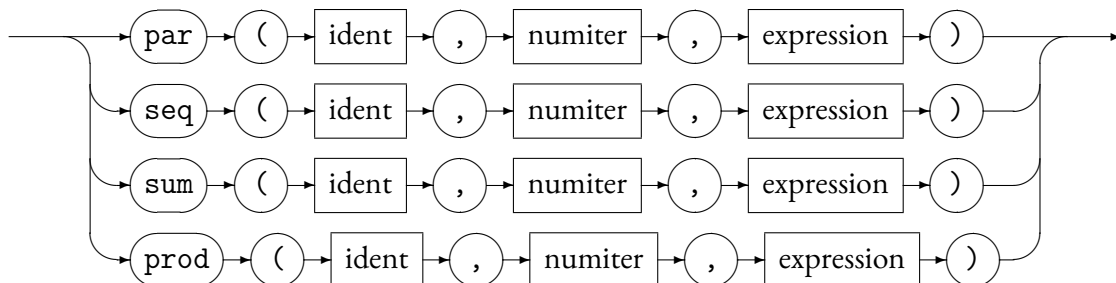 par ( ident , numiter , expression )
seq ( ident , numiter , expression )
sum ( ident , numiter , expression )
prod ( ident , numiter , expression )